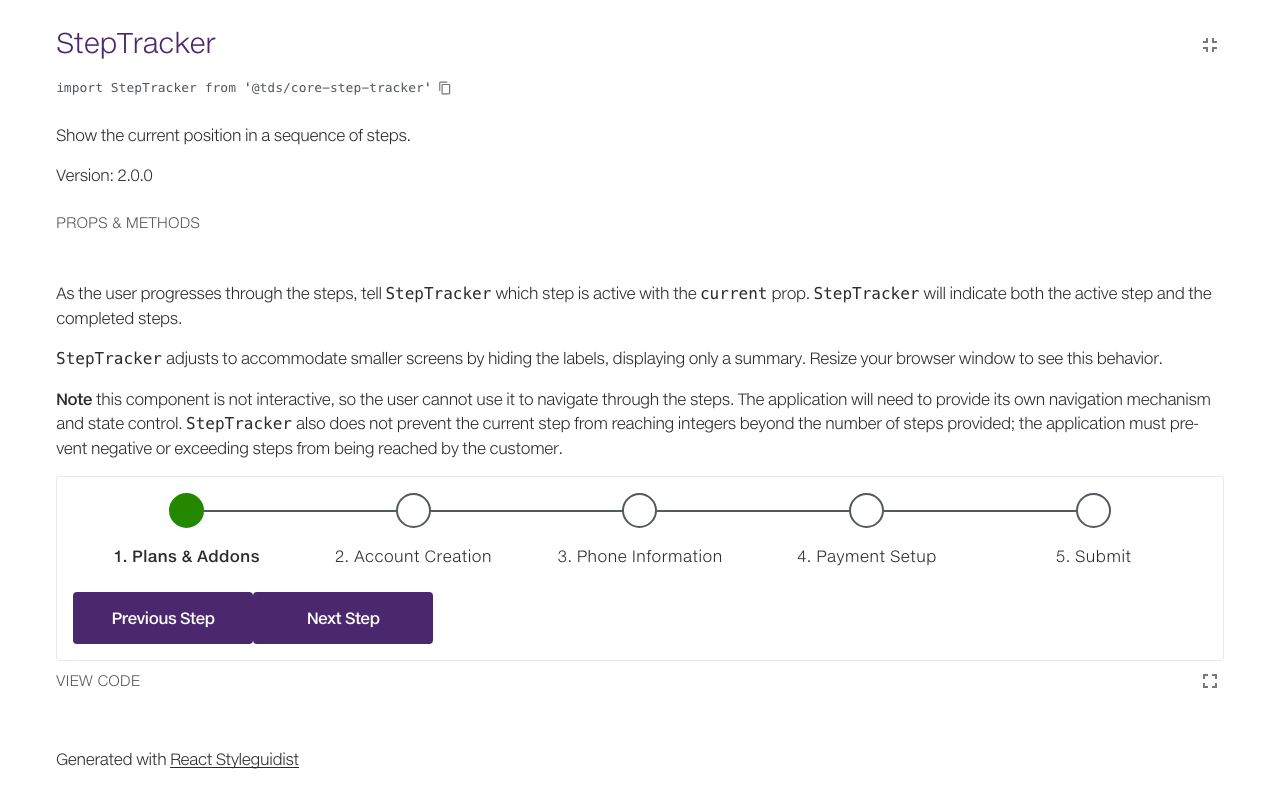 StepTracker
import StepTracker from '@tds/core-step-tracker'
Show the current position in a sequence of steps.
Version: 2.0.0
PROPS & METHODS
As the user progresses through the steps, tell StepTracker which step is active with the current prop. StepTracker will indicate both the active step and the
completed steps.
StepTracker adjusts to accommodate smaller screens by hiding the labels, displaying only a summary. Resize your browser window to see this behavior.
Note this component is not interactive, so the user cannot use it to navigate through the steps. The application will need to provide its own navigation mechanism
and state control. StepTracker also does not prevent the current step from reaching integers beyond the number of steps provided; the application must pre-
vent negative or exceeding steps from being reached by the customer.
1. Plans & Addons 2. Account Creation 3. Phone Information 4. Payment Setup 5. Submit
Previous Step Next Step
VIEW CODE
Generated with React Styleguidist